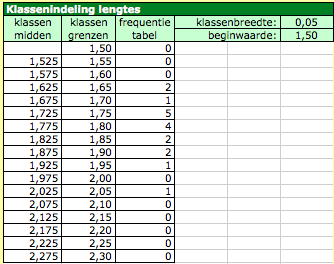 Klassenindeling lengtes
klassen klassen frequentie klassenbreedte: 0,05
midden grenzen tabel beginwaarde: 1,50
1,50 0
1,525 1,55 0
1,575 1,60 0
1,625 1,65 2
1,675 1,70 1
1,725 1,75 5
1,775 1,80 4
1,825 1,85 2
1,875 1,90 2
1,925 1,95 1
1,975 2,00 0
2,025 2,05 1
2,075 2,10 0
2,125 2,15 0
2,175 2,20 0
2,225 2,25 0
2,275 2,30 0